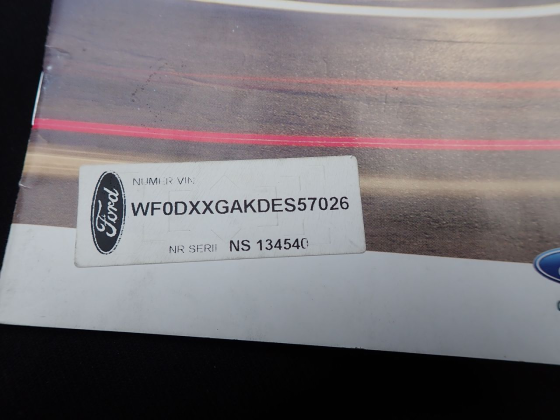 NUMER VIN
Ford
WF0DXXGAKDES57026
NR SERII NS 134540